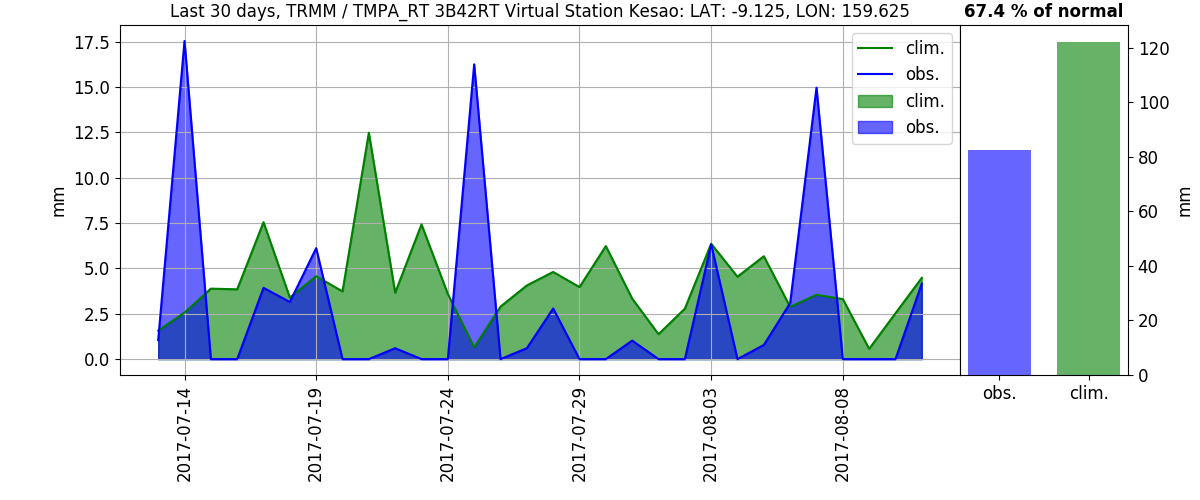 Last 30 days, TRMM / TMPA_RT 3B42RT Virtual Station Kesao: LAT: -9.125, LON: 159.625
67.4 % of normal
17.5
15.0
12.5
10.0
7.5
5.0
2.5
0.0
mm
clim.
obs.
clim.
obs.
120
100
80
60
40
20
0
mm
2017-07-14
2017-07-19
2017-07-24
2017-07-29
2017-08-03
2017-08-08
obs.
clim.